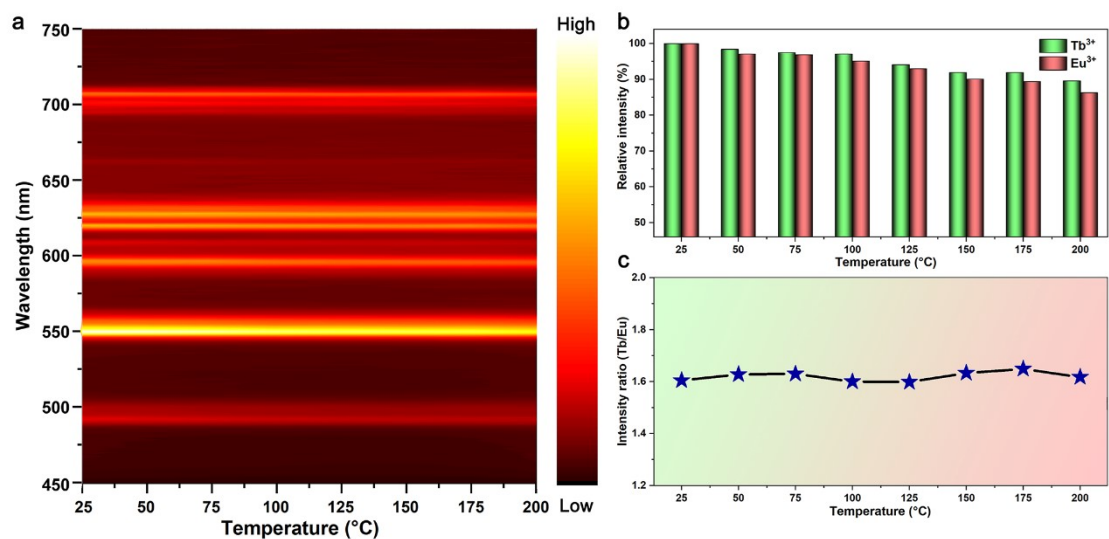 a
750
700
650
600
550
500
450
Wavelength (nm)
25 50 75 100 125 150 175 200
Temperature (°C)
High
Low
b
100
90
80
70
60
50
Relative intensity (%)
Tb³⁺
Eu³⁺
25 50 75 100 125 150 175 200
Temperature (°C)
c
2.0
1.8
1.6
1.4
1.2
Intensity ratio (Tb/Eu)
25 50 75 100 125 150 175 200
Temperature (°C)